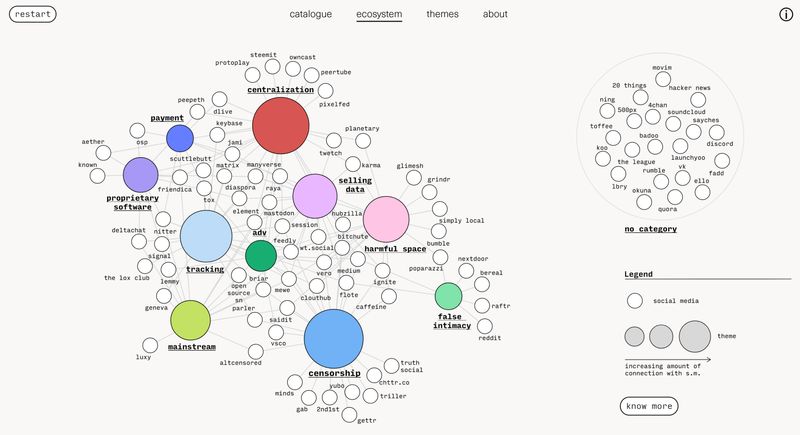 restart
catalogue
ecosystem
themes
about
steemit
owncast
protoplay
peertube
centralization
pixelfed
peepeth
dlive
payment
keybase
planetary
osp
jami
twetch
aether
scuttlebutt
known
matrix
manyverse
karma
friendica
diaspora
raya
selling
data
glimesh
grindr
proprietary
software
tox
element
mastodon
hubzilla
simply local
adv
session
bitchute
deltachat
nitter
feedly
wt.social
harmful space
bumble
signal
the lox club
lemmy
tracking
briar
vero
medium
poparazzi
nextdoor
bereal
open
source
sn
mewe
clouthub
flote
ignite
caffeine
geneva
parler
saidit
raftr
false
intimacy
reddit
mainstream
vsco
luxy
altcensored
censorship
truth
social
chttr.co
minds
yubo
triller
gab
2nd1st
gettr
movim
20 things
hacker news
ning
500px
4chan
soundcloud
toffee
sayches
discord
badoo
koo
the league
launchyoo
fadd
rumble
vk
lbry
ello
okuna
quora
no category
Legend
social media
theme
increasing amount of
connection with s.m.
know more